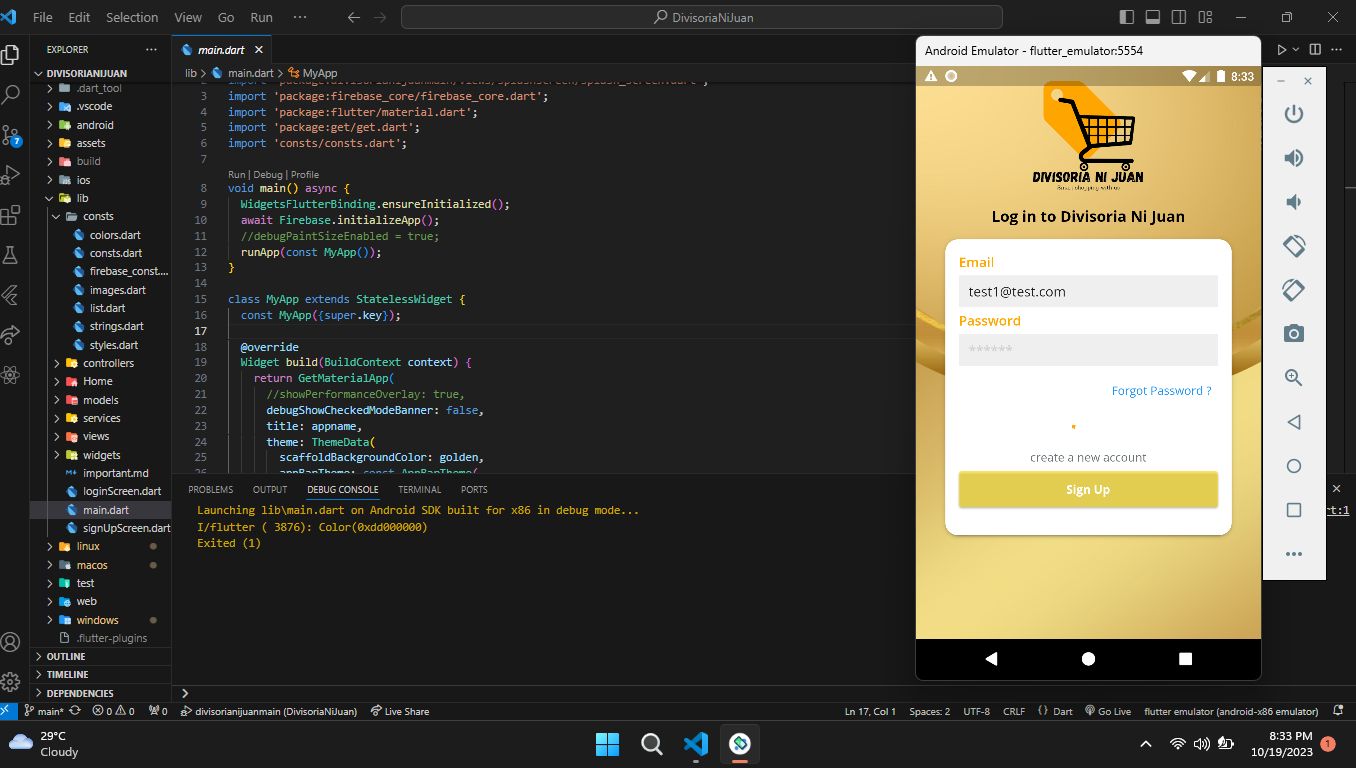 File Edit Selection View Go Run ···
DivisoriaNiJuan
EXPLORER
DIVISORIANIJUAN
.dart_tool
.vscode
android
assets
build
ios
lib
consts
colors.dart
consts.dart
firebase_const....
images.dart
list.dart
strings.dart
styles.dart
controllers
Home
models
services
views
widgets
important.md
loginScreen.dart
main.dart
signUpScreen.dart
linux
macos
test
web
windows
.flutter-plugins
OUTLINE
TIMELINE
DEPENDENCIES
7
main.dart
lib > main.dart > MyApp
3 import 'package:firebase_core/firebase_core.dart';
4 import 'package:flutter/material.dart';
5 import 'package:get/get.dart';
6 import 'consts/consts.dart';
7
Run | Debug | Profile
8 void main() async {
9 WidgetsFlutterBinding.ensureInitialized();
10 await Firebase.initializeApp();
11 //debugPaintSizeEnabled = true;
12 runApp(const MyApp());
13 }
14
15 class MyApp extends StatelessWidget {
16 const MyApp({super.key});
17
18 @override
19 Widget build(BuildContext context) {
20 return GetMaterialApp(
21 //showPerformanceOverlay: true,
22 debugShowCheckedModeBanner: false,
23 title: appname,
24 theme: ThemeData(
25 scaffoldBackgroundColor: golden,
PROBLEMS OUTPUT DEBUG CONSOLE TERMINAL PORTS
Launching lib\main.dart on Android SDK built for x86 in debug mode...
I/flutter ( 3876): Color(0xdd000000)
Exited (1)
rt:1
Android Emulator - flutter_emulator:5554
8:33
DIVISORIA NI JUAN
Log in to Divisoria Ni Juan
Email
test1@test.com
Password
******
Forgot Password ?
create a new account
Sign Up
main* 0 0 0 divisorianijuanmain (DivisoriaNiJuan) Live Share
Ln 17, Col 1 Spaces: 2 UTF-8 CRLF {} Dart Go Live flutter emulator (android-x86 emulator)
29°C
Cloudy
8:33 PM
10/19/2023
1